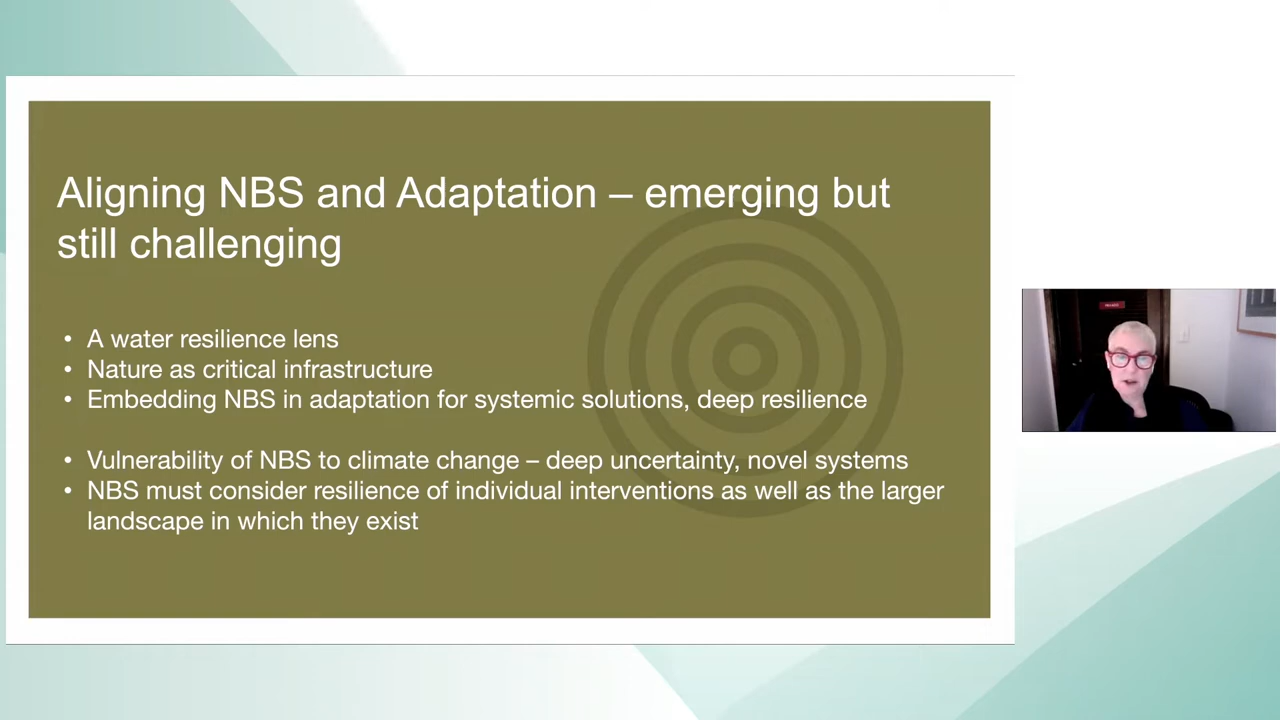 Aligning NBS and Adaptation – emerging but
still challenging
• A water resilience lens
• Nature as critical infrastructure
• Embedding NBS in adaptation for systemic solutions, deep resilience
• Vulnerability of NBS to climate change – deep uncertainty, novel systems
• NBS must consider resilience of individual interventions as well as the larger
landscape in which they exist